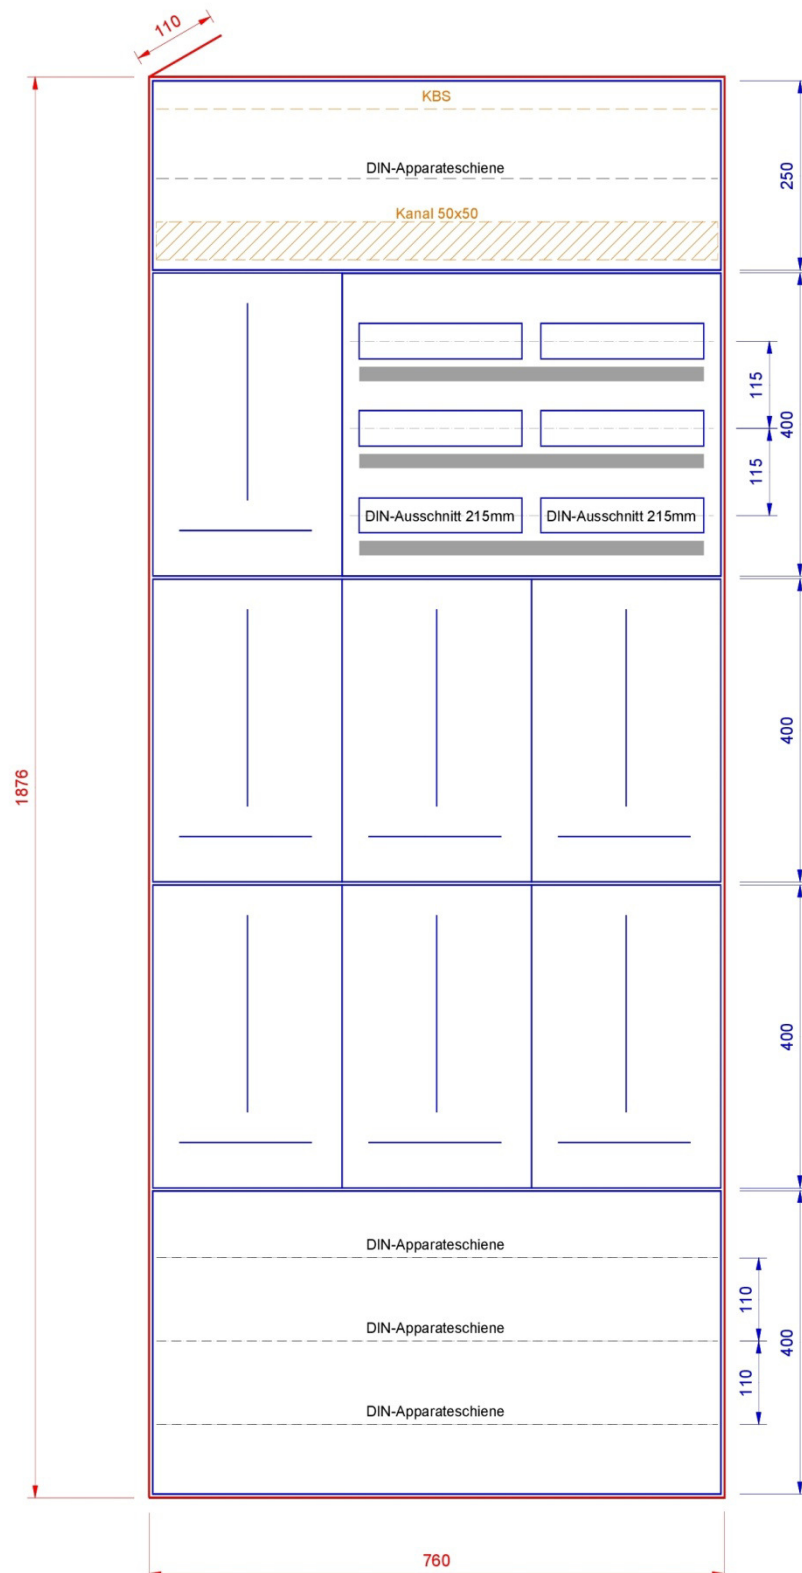 110
KBS
DIN-Apparateschiene
250
Kanal 50x50
115
400
115
DIN-Ausschnitt 215mm DIN-Ausschnitt 215mm
400
1876
400
DIN-Apparateschiene
110
DIN-Apparateschiene
400
110
DIN-Apparateschiene
760